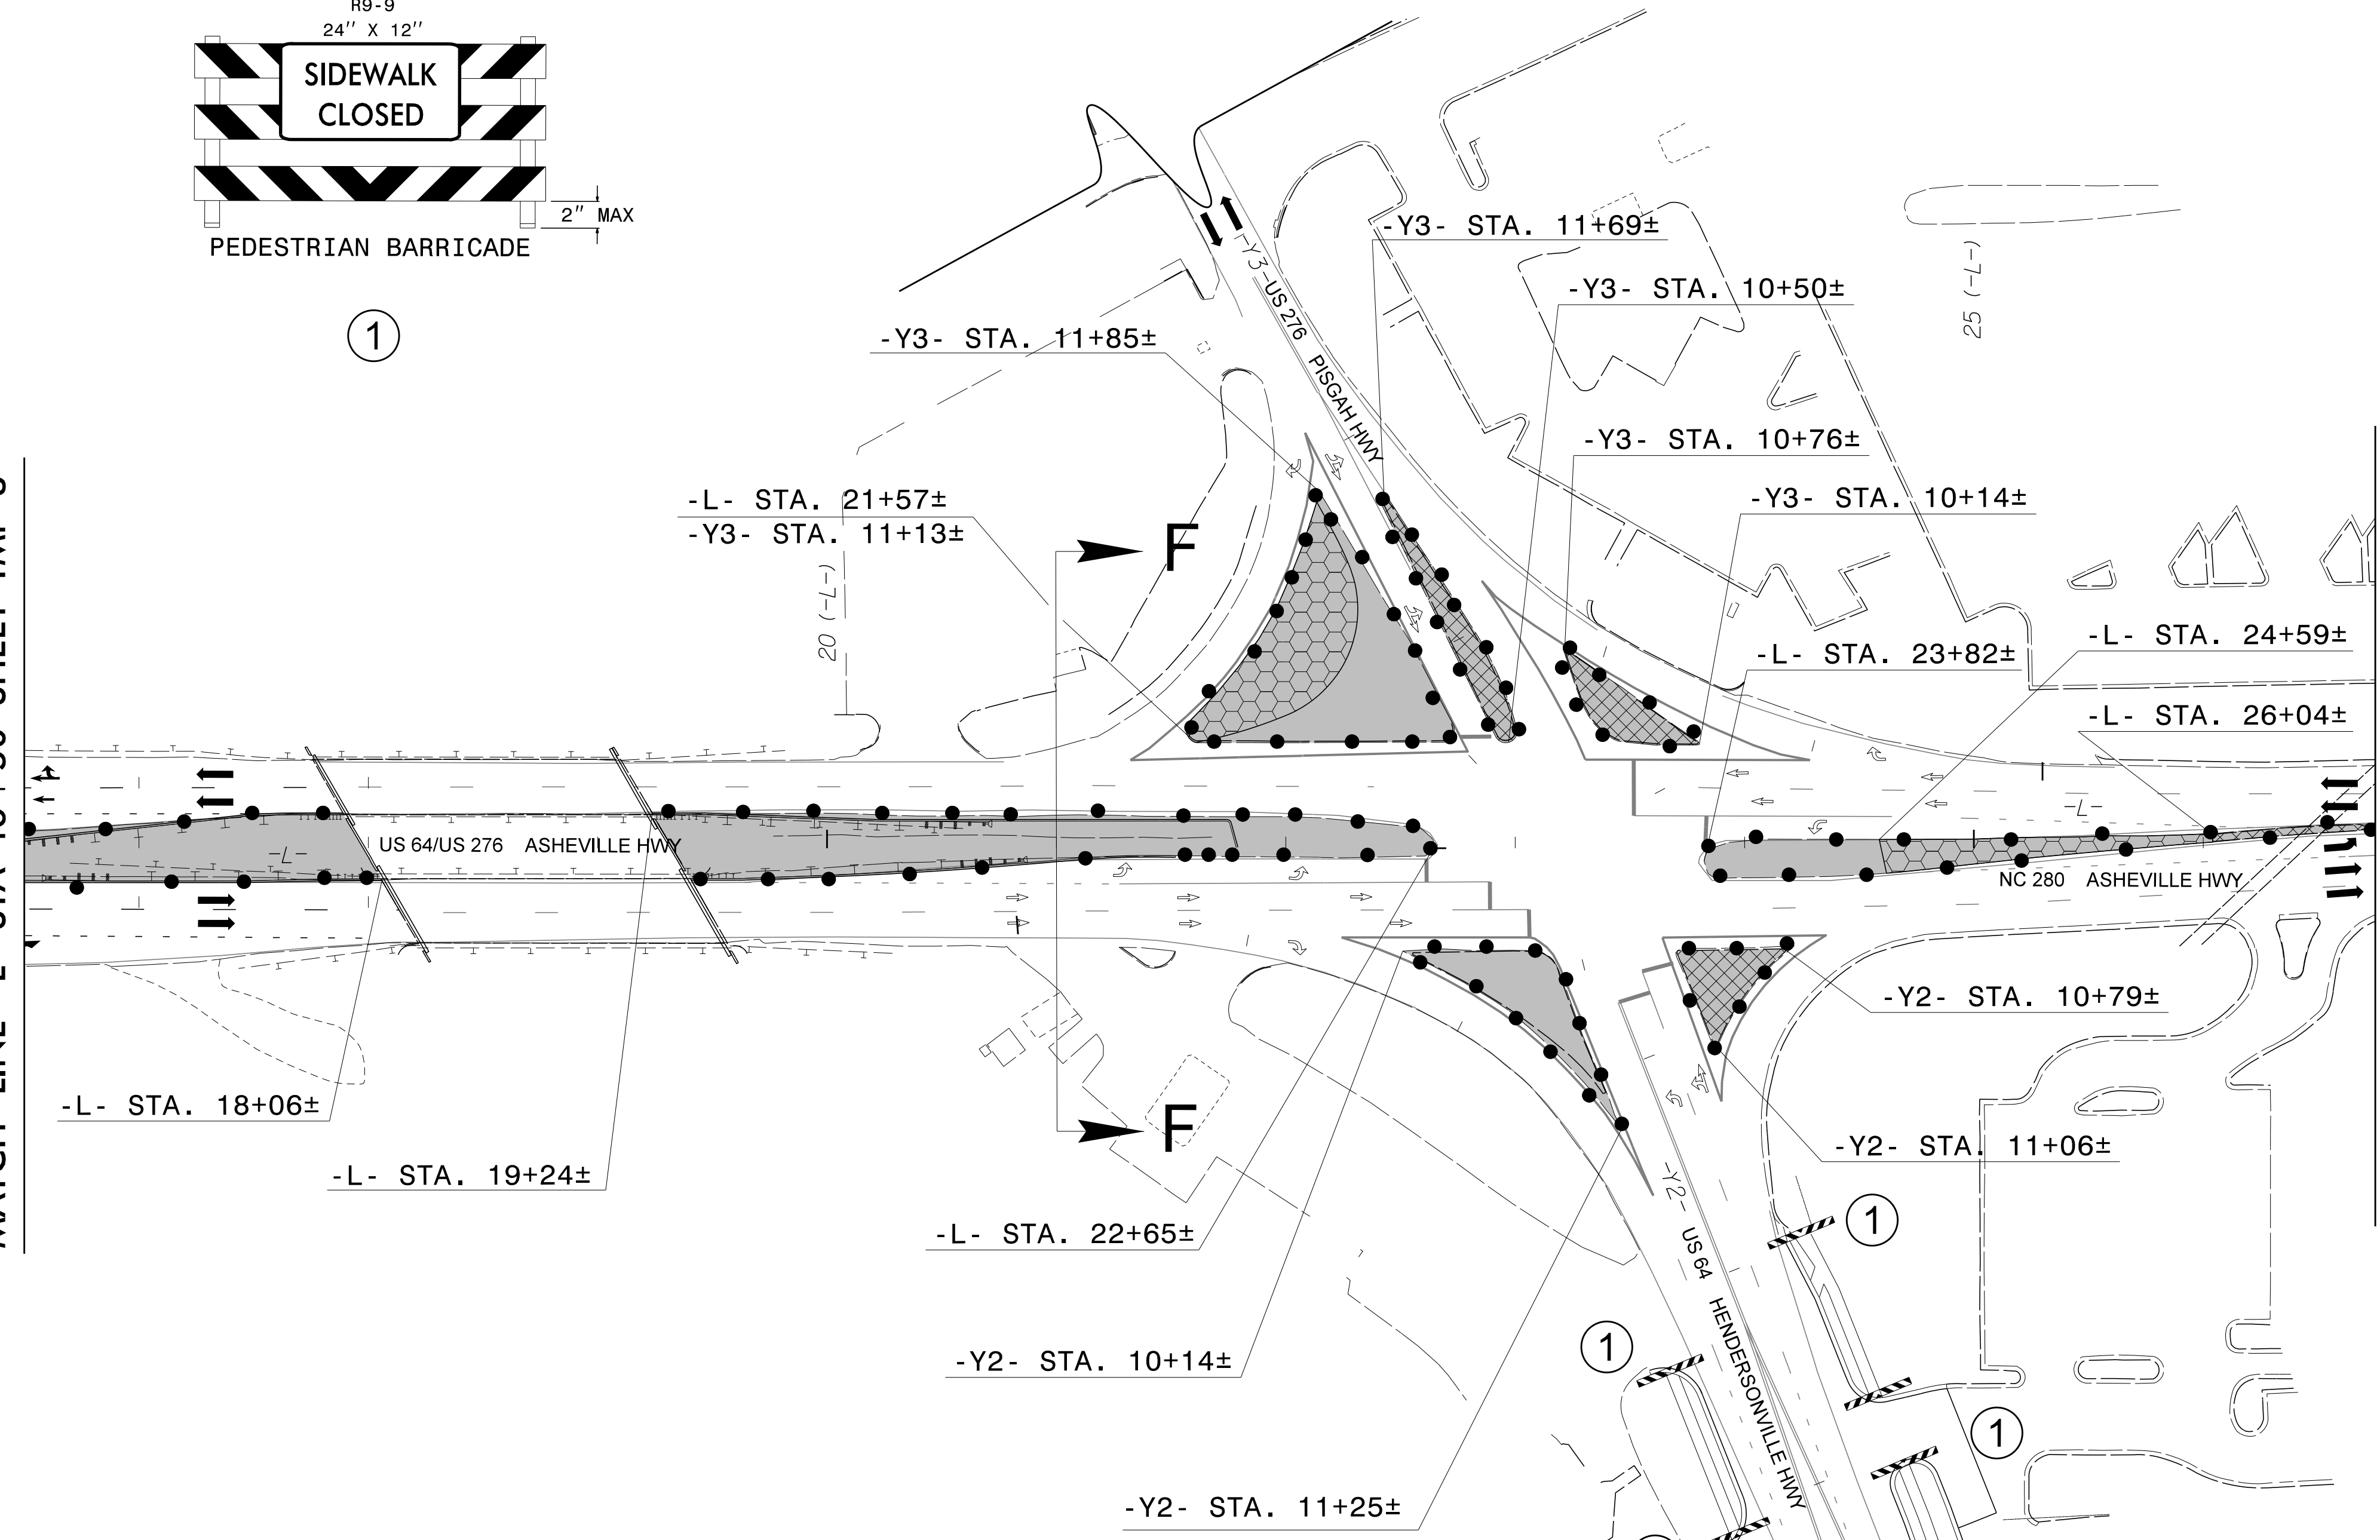 R9-9
24" X 12"
SIDEWALK
CLOSED
2" MAX
PEDESTRIAN BARRICADE
1
-Y3- STA. 11+69±
-Y3- US 276 PISGAH HWY
25 (-L-)
-Y3- STA. 10+50±
-Y3- STA. 11+85±
-Y3- STA. 10+76±
-L- STA. 21+57±
-Y3- STA. 11+13±
-Y3- STA. 10+14±
F
20 (-L-)
-L- STA. 24+59±
-L- STA. 23+82±
-L- STA. 26+04±
-L-
-L-
US 64/US 276 ASHEVILLE HWY
NC 280 ASHEVILLE HWY
-Y2- STA. 10+79±
-L- STA. 18+06±
F
-Y2- STA. 11+06±
-L- STA. 19+24±
-Y2- US 64 HENDERSONVILLE HWY
1
-L- STA. 22+65±
1
-Y2- STA. 10+14±
1
-Y2- STA. 11+25±